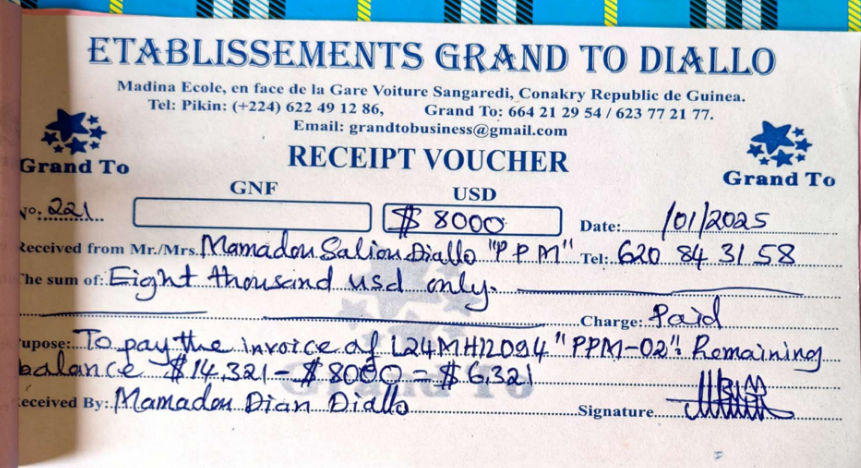 ETABLISSEMENTS GRAND TO DIALLO
Madina Ecole, en face de la Gare Voiture Sangaredi, Conakry Republic de Guinea.
Tel: Pikin: (+224) 622 49 12 86, Grand To: 664 21 29 54 / 623 77 21 77.
Email: grandtobusiness@gmail.com
Grand To RECEIPT VOUCHER Grand To
GNF USD
No: 221 $ 8000 Date: /01/2025
Received from Mr./Mrs. Mamadou Saliou Diallo "PPM" Tel: 620 84 31 58
The sum of: Eight thousand usd only.
Charge: Paid
upose: To pay the invoice of L24MH12094 "PPM-02". Remaining
balance $14,321 - $8000 = $6,321
eceived By: Mamadou Dian Diallo Signature